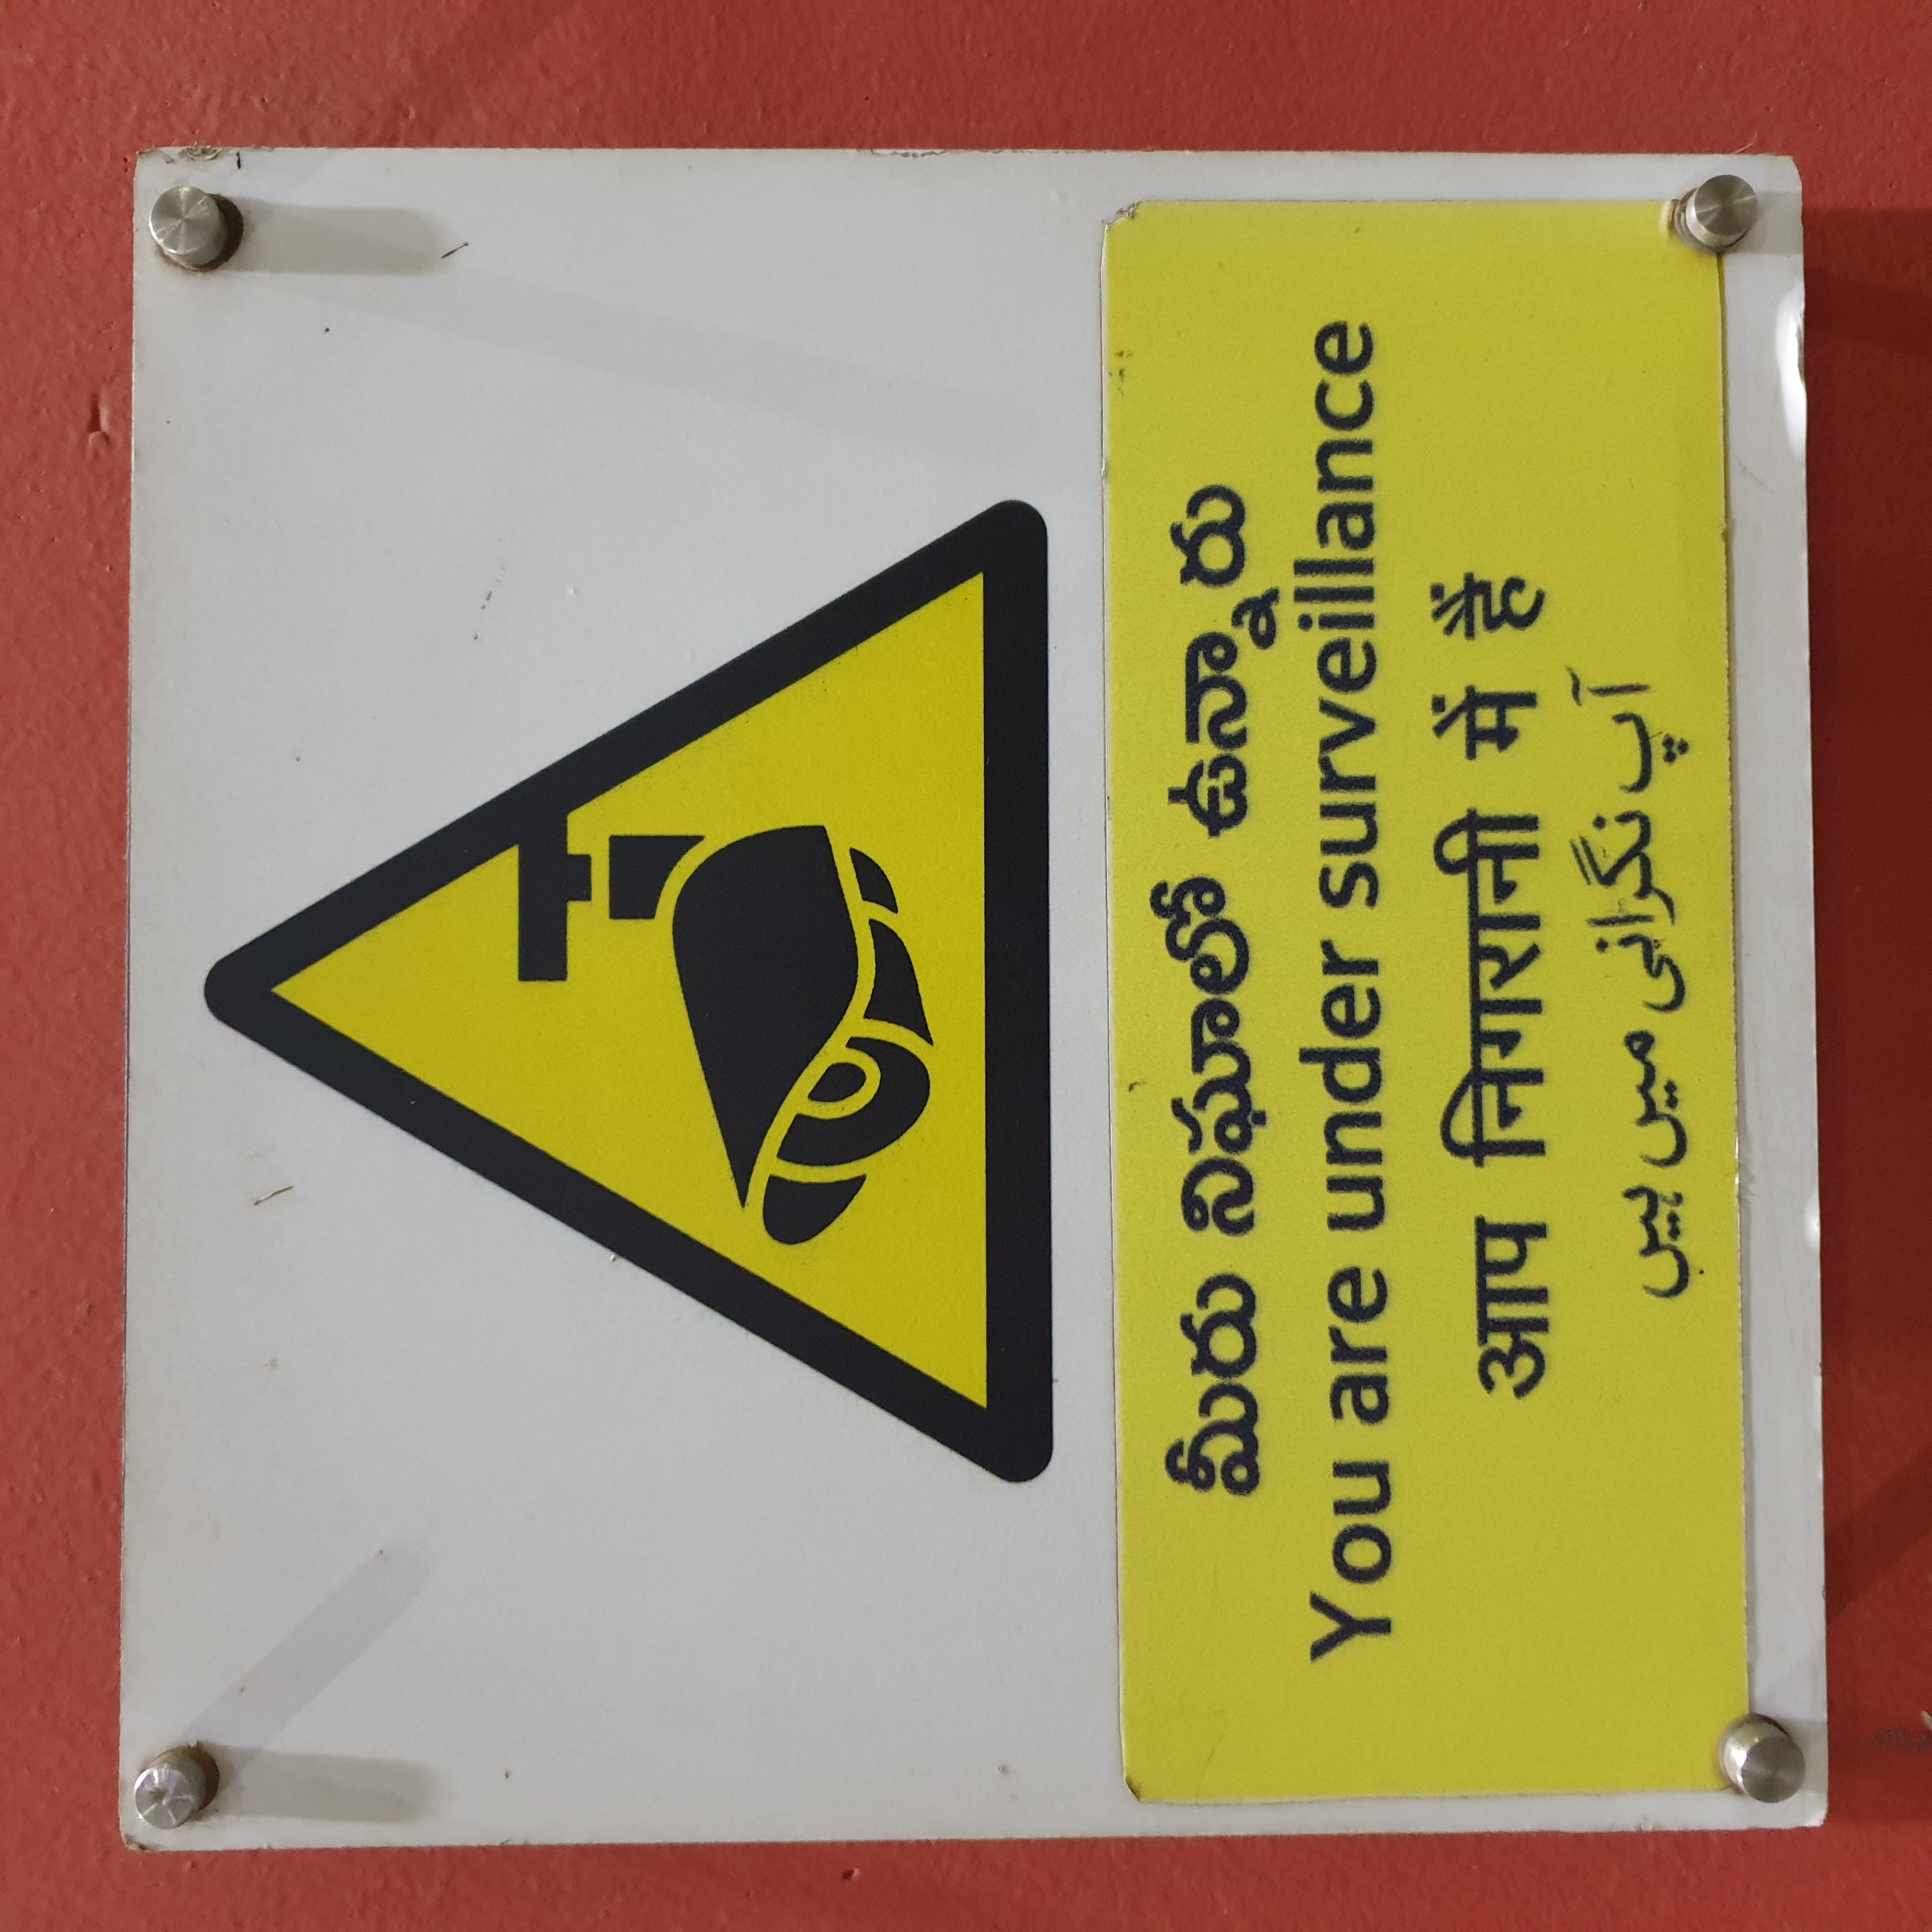 మీరు నిఘాలో ఉన్నారు
You are under surveillance
आप निगरानी में हैं
آپ نگرانی میں ہیں